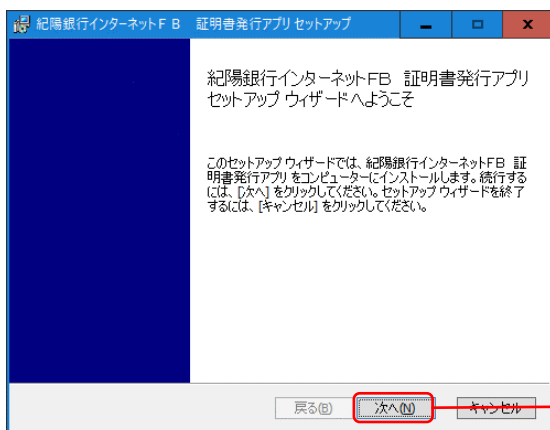 紀陽銀行インターネットＦＢ　証明書発行アプリ セットアップ
紀陽銀行インターネットFB 証明書発行アプリ
セットアップ ウィザードへようこそ
このセットアップ ウィザードでは、紀陽銀行インターネットFB 証
明書発行アプリ をコンピューターにインストールします。続行する
には、[次へ] をクリックしてください。セットアップ ウィザードを終了
するには、[キャンセル] をクリックしてください。
戻る(B) 次へ(N) キャンセル